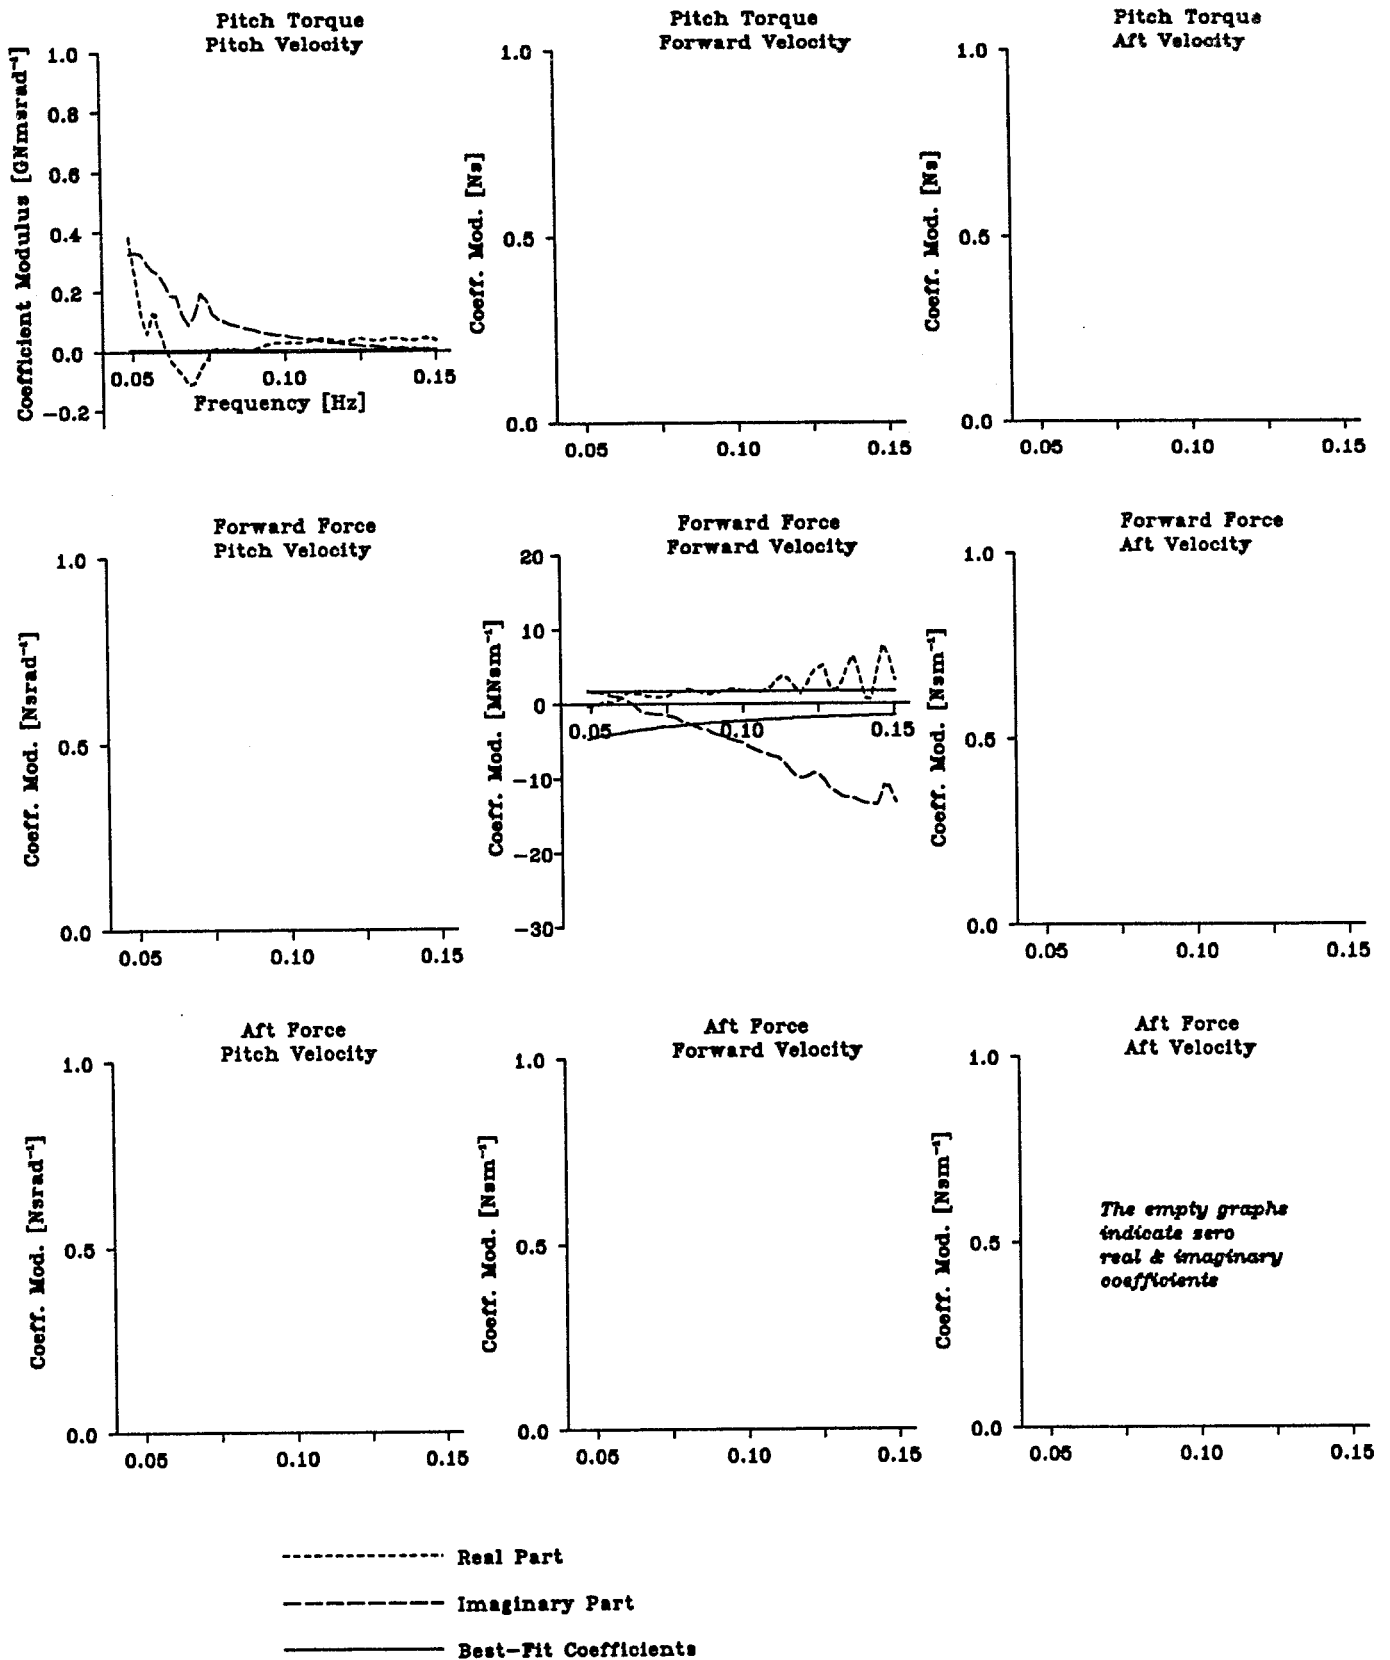 Pitch Torque
Pitch Velocity
Coefficient Modulus [GNmsrad⁻¹]
1.0
0.8
0.6
0.4
0.2
0.0
-0.2
0.05
0.10
0.15
Frequency [Hz]
Pitch Torque
Forward Velocity
Coeff. Mod. [Ns]
1.0
0.5
0.0
0.05
0.10
0.15
Pitch Torque
Aft Velocity
Coeff. Mod. [Ns]
1.0
0.5
0.0
0.05
0.10
0.15
Forward Force
Pitch Velocity
Coeff. Mod. [Nsrad⁻¹]
1.0
0.5
0.0
0.05
0.10
0.15
Forward Force
Forward Velocity
Coeff. Mod. [MNsm⁻¹]
20
10
0
-10
-20
-30
0.05
0.10
0.15
Forward Force
Aft Velocity
Coeff. Mod. [Nsm⁻¹]
1.0
0.5
0.0
0.05
0.10
0.15
Aft Force
Pitch Velocity
Coeff. Mod. [Nsrad⁻¹]
1.0
0.5
0.0
0.05
0.10
0.15
Aft Force
Forward Velocity
Coeff. Mod. [Nsm⁻¹]
1.0
0.5
0.0
0.05
0.10
0.15
Aft Force
Aft Velocity
Coeff. Mod. [Nsm⁻¹]
1.0
0.5
0.0
0.05
0.10
0.15
The empty graphs
indicate zero
real & imaginary
coefficients
Real Part
Imaginary Part
Best-Fit Coefficients